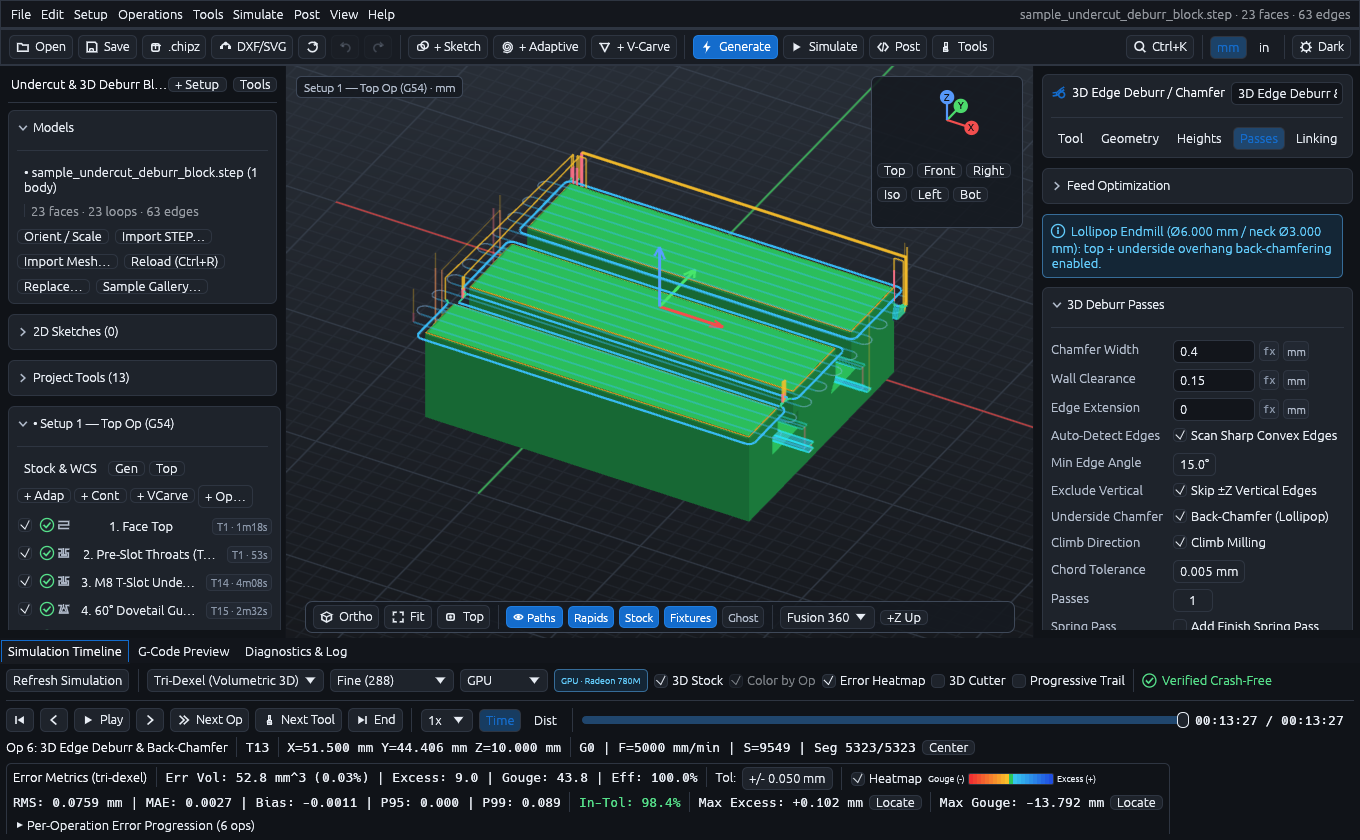 File Edit Setup Operations Tools Simulate Post View Help
sample_undercut_deburr_block.step · 23 faces · 63 edges
Open Save .chipz DXF/SVG + Sketch + Adaptive + V-Carve Generate Simulate Post Tools Ctrl+K mm in Dark
Undercut & 3D Deburr Bl... + Setup Tools
Models
• sample_undercut_deburr_block.step (1 body)
23 faces · 23 loops · 63 edges
Orient / Scale Import STEP...
Import Mesh... Reload (Ctrl+R)
Replace... Sample Gallery...
2D Sketches (0)
Project Tools (13)
• Setup 1 — Top Op (G54)
Stock & WCS Gen Top
+ Adap + Cont + VCarve + Op...
1. Face Top T1 · 1m18s
2. Pre-Slot Throats (T... T1 · 53s
3. M8 T-Slot Unde... T14 · 4m08s
4. 60° Dovetail Gu... T15 · 2m32s
Setup 1 — Top Op (G54) · mm
Z
Y
X
Top Front Right
Iso Left Bot
Ortho Fit Top Paths Rapids Stock Fixtures Ghost Fusion 360 ▼ +Z Up
3D Edge Deburr / Chamfer 3D Edge Deburr &
Tool Geometry Heights Passes Linking
Feed Optimization
Lollipop Endmill (Ø6.000 mm / neck Ø3.000
mm): top + underside overhang back-chamfering
enabled.
3D Deburr Passes
Chamfer Width 0.4 fx mm
Wall Clearance 0.15 fx mm
Edge Extension 0 fx mm
Auto-Detect Edges Scan Sharp Convex Edges
Min Edge Angle 15.0°
Exclude Vertical Skip ±Z Vertical Edges
Underside Chamfer Back-Chamfer (Lollipop)
Climb Direction Climb Milling
Chord Tolerance 0.005 mm
Passes 1
Spring Pass Add Finish Spring Pass
Simulation Timeline G-Code Preview Diagnostics & Log
Refresh Simulation Tri-Dexel (Volumetric 3D) ▼ Fine (288) ▼ GPU ▼ GPU · Radeon 780M 3D Stock Color by Op Error Heatmap 3D Cutter Progressive Trail Verified Crash-Free
Play Next Op Next Tool End 1x ▼ Time Dist 00:13:27 / 00:13:27
Op 6: 3D Edge Deburr & Back-Chamfer X=51.500 mm Y=44.406 mm Z=10.000 mm G0 | F=5000 mm/min | S=9549 | Seg 5323/5323 Center
T13
Error Metrics (tri-dexel) Err Vol: 52.8 mm^3 (0.03%) | Excess: 9.0 | Gouge: 43.8 | Eff: 100.0% Tol: +/- 0.050 mm Heatmap Gouge (-) Excess (+)
RMS: 0.0759 mm | MAE: 0.0027 | Bias: -0.0011 | P95: 0.000 | P99: 0.089 In-Tol: 98.4% Max Excess: +0.102 mm Locate Max Gouge: -13.792 mm Locate
Per-Operation Error Progression (6 ops)